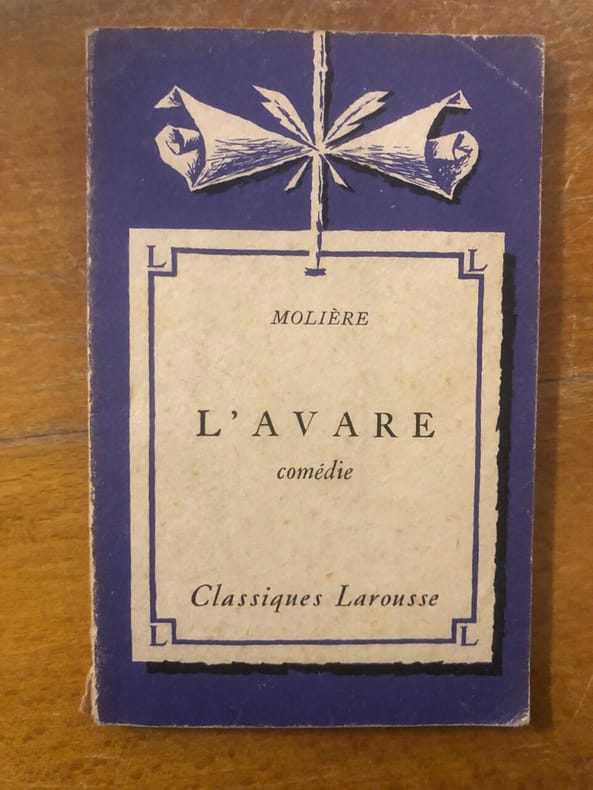 L L
MOLIÈRE
L'AVARE
comédie
Classiques Larousse
L L